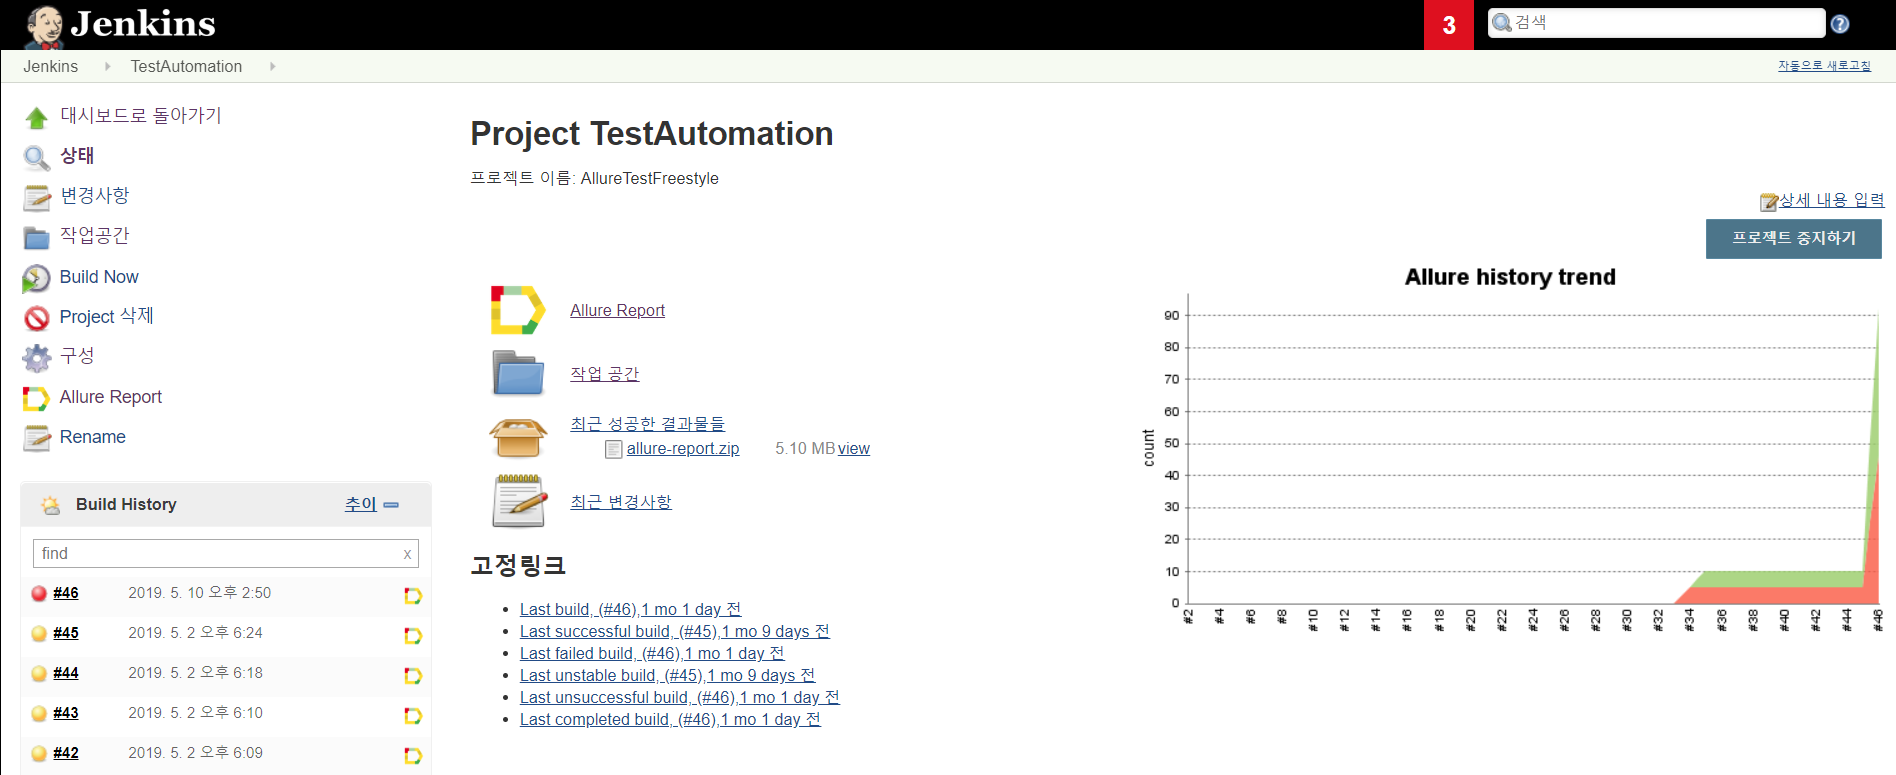 Jenkins
3
검색
Jenkins
TestAutomation
자동으로 새로고침
대시보드로 돌아가기
상태
변경사항
작업공간
Build Now
Project 삭제
구성
Allure Report
Rename
Build History
추이
find
x
#46 2019. 5. 10 오후 2:50
#45 2019. 5. 2 오후 6:24
#44 2019. 5. 2 오후 6:18
#43 2019. 5. 2 오후 6:10
#42 2019. 5. 2 오후 6:09
Project TestAutomation
프로젝트 이름: AllureTestFreestyle
상세 내용 입력
프로젝트 중지하기
Allure Report
작업 공간
최근 성공한 결과물들
allure-report.zip 5.10 MB view
최근 변경사항
고정링크
Last build, (#46),1 mo 1 day 전
Last successful build, (#45),1 mo 9 days 전
Last failed build, (#46),1 mo 1 day 전
Last unstable build, (#45),1 mo 9 days 전
Last unsuccessful build, (#46),1 mo 1 day 전
Last completed build, (#46),1 mo 1 day 전
Allure history trend
count
90
80
70
60
50
40
30
20
10
0
#2 #4 #6 #8 #10 #12 #14 #16 #18 #20 #22 #24 #26 #28 #30 #32 #34 #36 #38 #40 #42 #44 #46